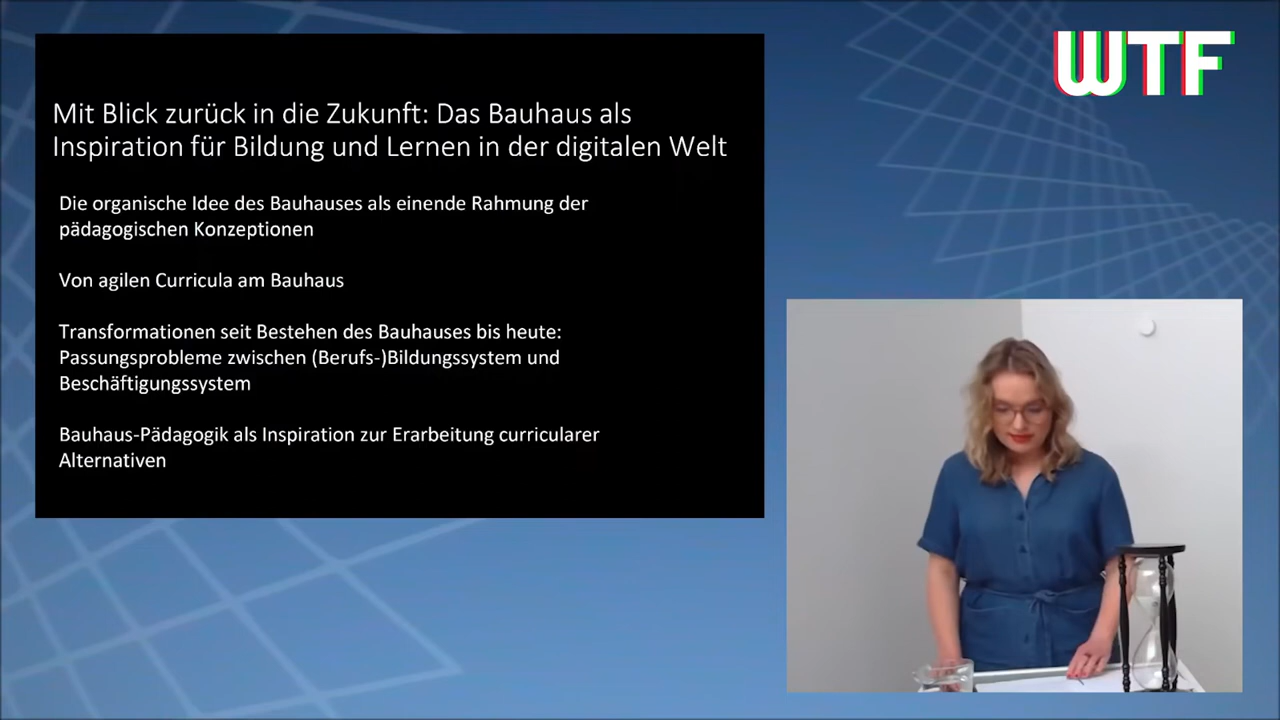 WTF
Mit Blick zurück in die Zukunft: Das Bauhaus als
Inspiration für Bildung und Lernen in der digitalen Welt
Die organische Idee des Bauhauses als einende Rahmung der
pädagogischen Konzeptionen
Von agilen Curricula am Bauhaus
Transformationen seit Bestehen des Bauhauses bis heute:
Passungsprobleme zwischen (Berufs-)Bildungssystem und
Beschäftigungssystem
Bauhaus-Pädagogik als Inspiration zur Erarbeitung curricularer
Alternativen